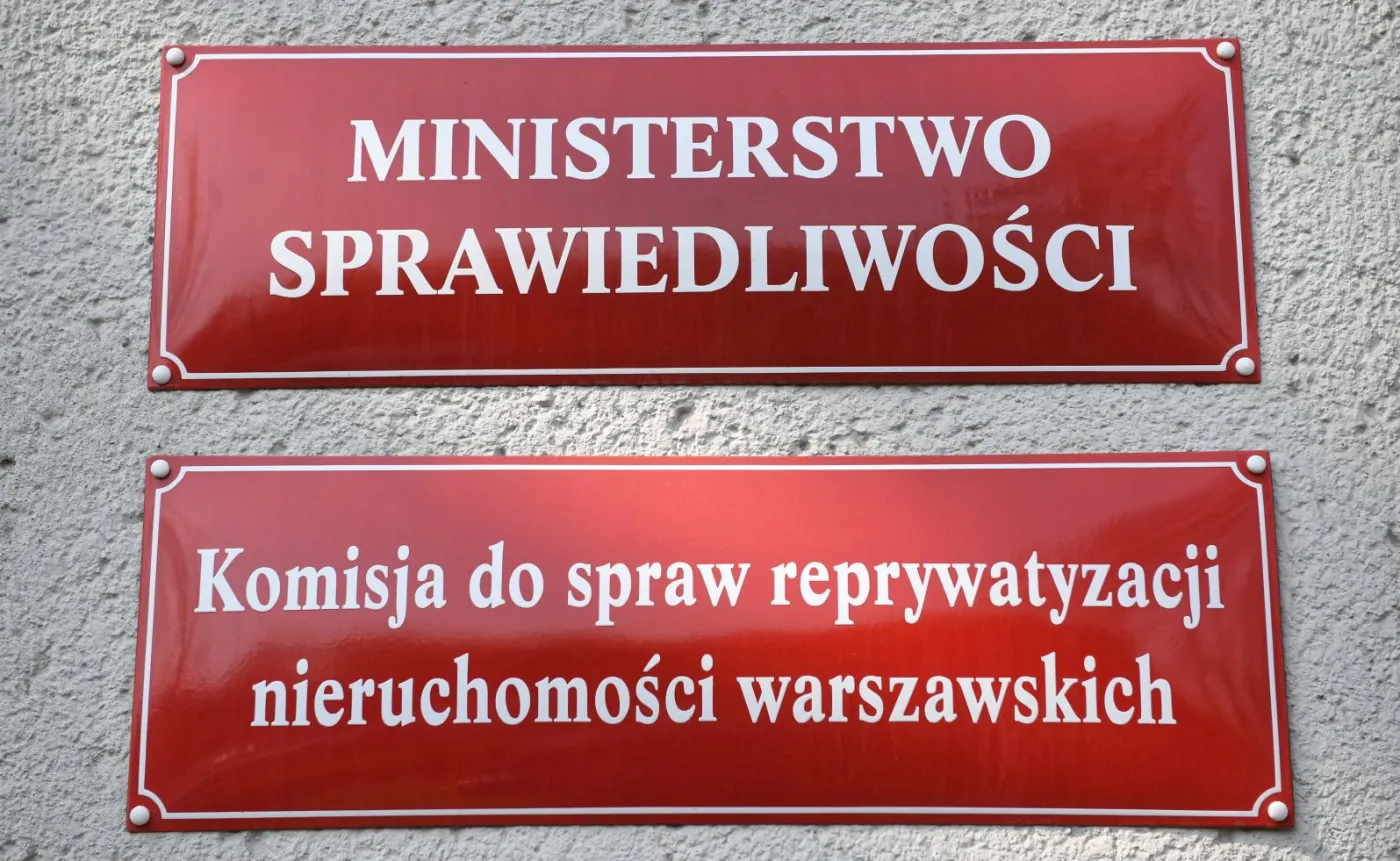 MINISTERSTWO
SPRAWIEDLIWOŚCI
Komisja do spraw reprywatyzacji
nieruchomości warszawskich